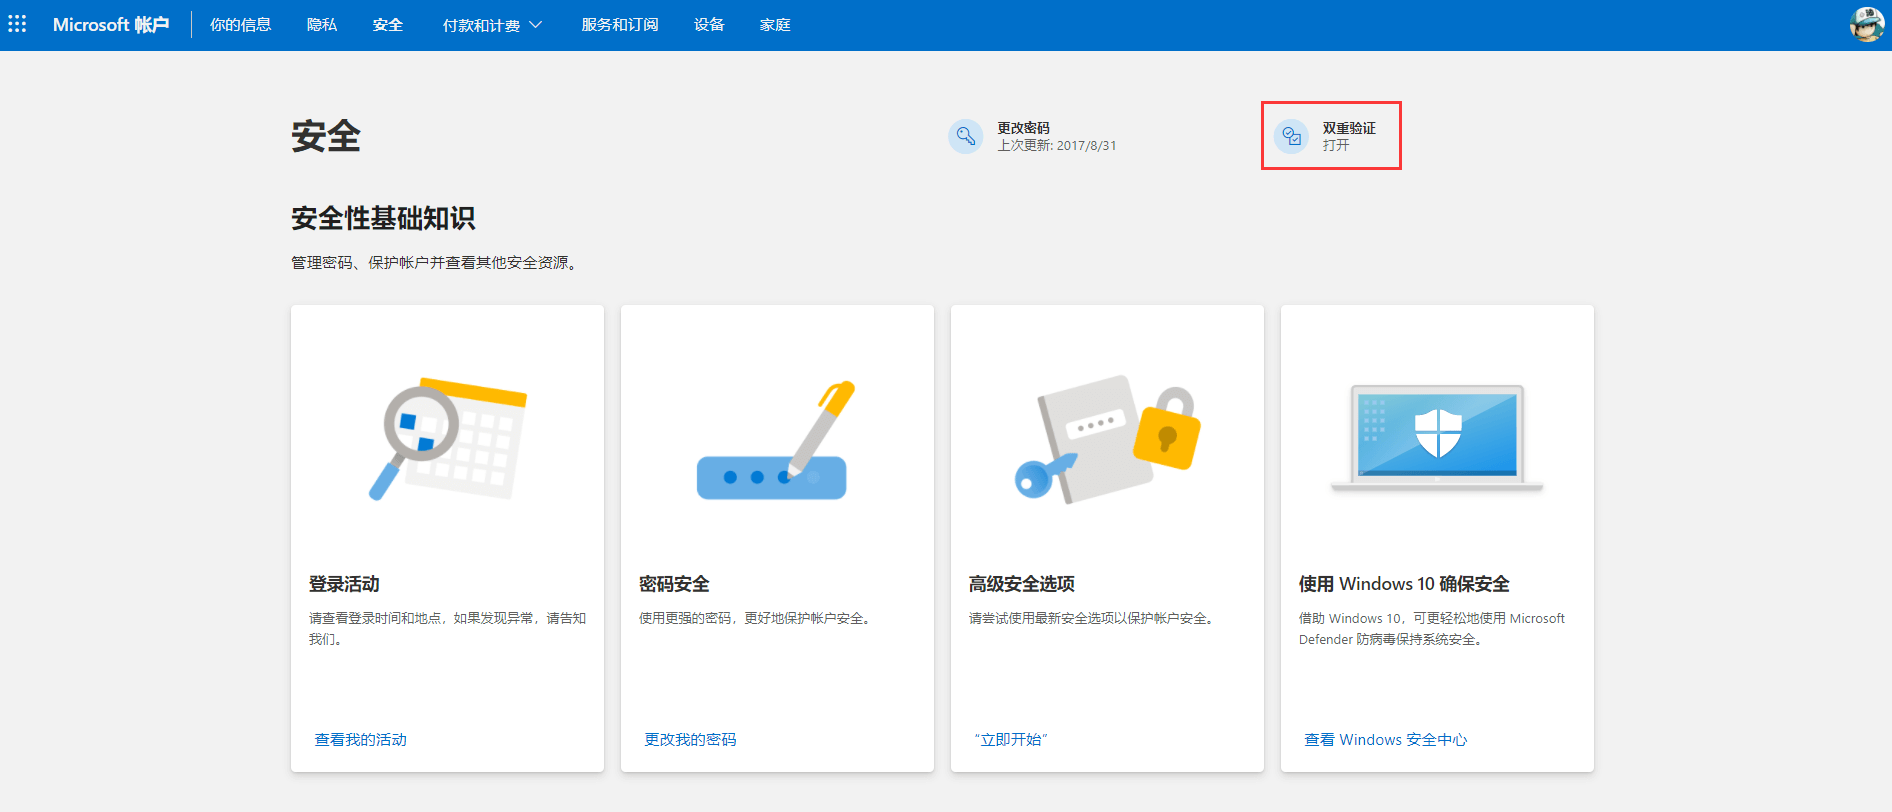 Microsoft 帐户
你的信息
隐私
安全
付款和计费
服务和订阅
设备
家庭
安全
更改密码
上次更新: 2017/8/31
双重验证
打开
安全性基础知识
管理密码、保护帐户并查看其他安全资源。
登录活动
请查看登录时间和地点，如果发现异常，请告知
我们。
查看我的活动
密码安全
使用更强的密码，更好地保护帐户安全。
更改我的密码
高级安全选项
请尝试使用最新安全选项以保护帐户安全。
“立即开始”
使用 Windows 10 确保安全
借助 Windows 10，可更轻松地使用 Microsoft
Defender 防病毒保持系统安全。
查看 Windows 安全中心